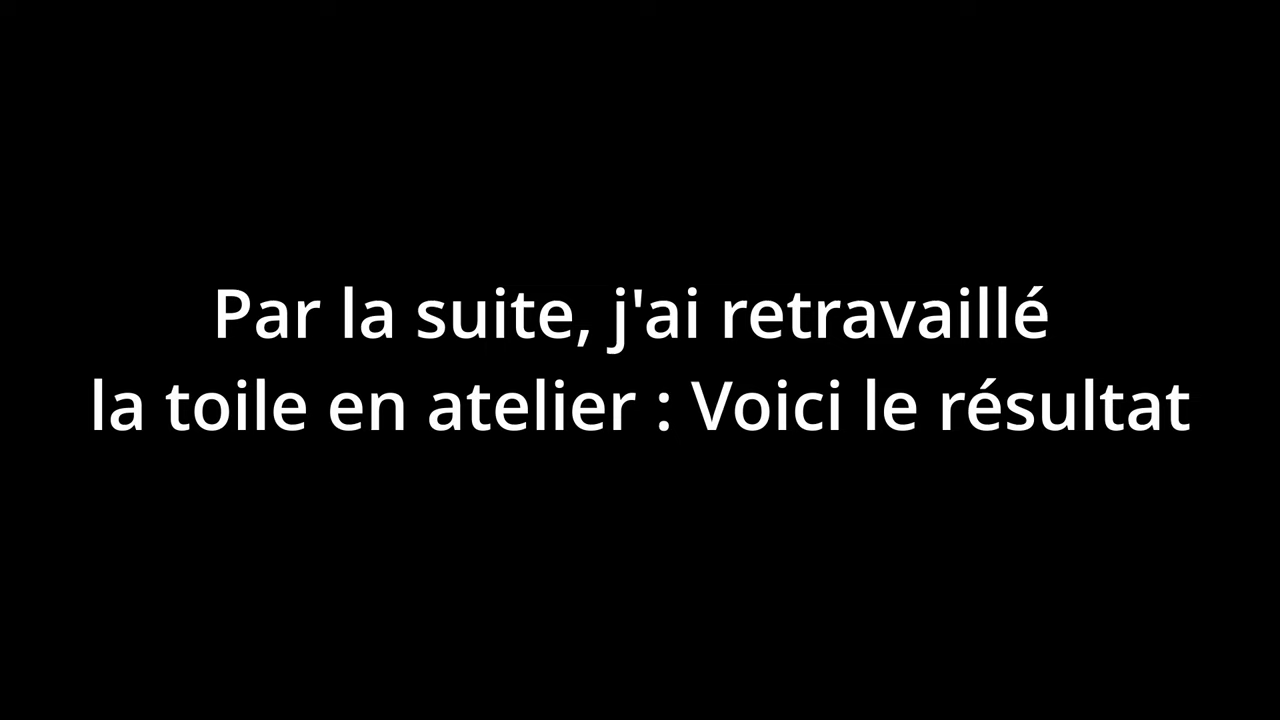 Par la suite, j'ai retravaillé
la toile en atelier : Voici le résultat